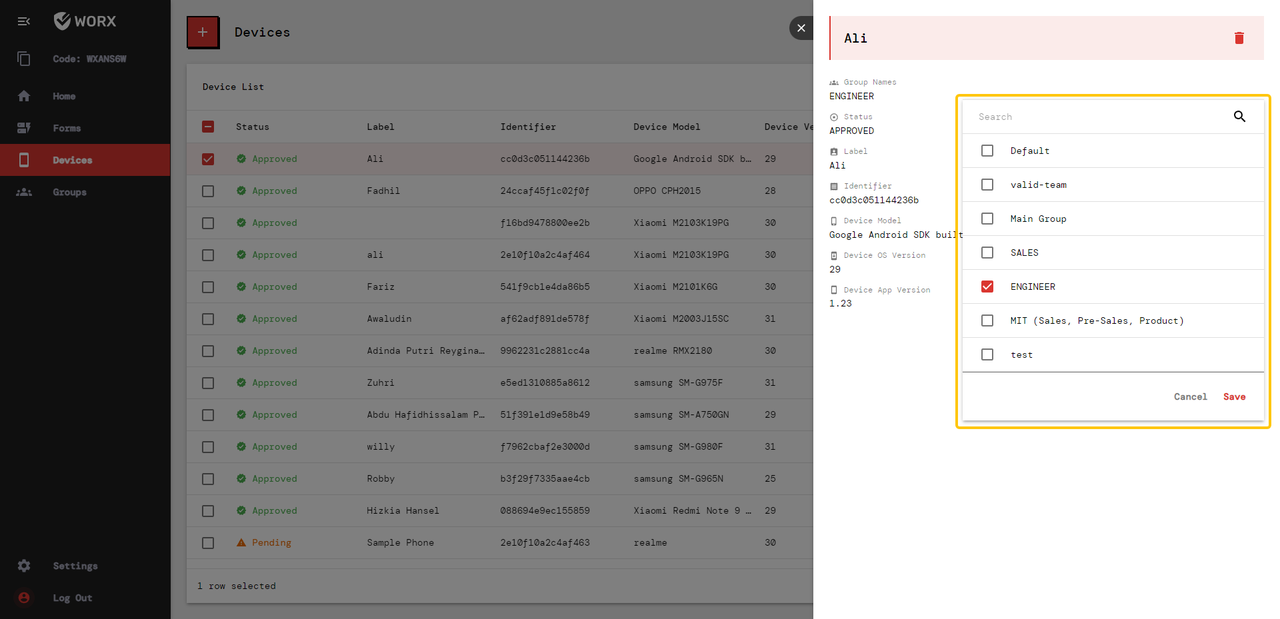 WORX
Code: WXANS6W
Home
Forms
Devices
Groups
Settings
Log Out
Devices
Device List
Status Label Identifier Device Model Device Ve
Approved Ali cc0d3c051144236b Google Android SDK b… 29
Approved Fadhil 24ccaf45f1c02f0f OPPO CPH2015 28
Approved f16bd9478800ee2b Xiaomi M2103K19PG 30
Approved ali 2e10f10a2c4af464 Xiaomi M2103K19PG 30
Approved Fariz 541f9cb1e4da86b5 Xiaomi M2101K6G 30
Approved Awaludin af62adf891de578f Xiaomi M2003J15SC 31
Approved Adinda Putri Reygina… 9962231c2881cc4a realme RMX2180 30
Approved Zuhri e5ed1310885a8612 samsung SM-G975F 31
Approved Abdu Hafidhissalam P… 51f391e1d9e58b49 samsung SM-A750GN 29
Approved willy f7962cbaf2e3000d samsung SM-G980F 31
Approved Robby b3f29f7335aae4cb samsung SM-G965N 25
Approved Hizkia Hansel 088694e9ec155859 Xiaomi Redmi Note 9 … 29
Pending Sample Phone 2e10f10a2c4af463 realme 30
1 row selected
Ali
Group Names
ENGINEER
Status
APPROVED
Label
Ali
Identifier
cc0d3c051144236b
Device Model
Google Android SDK built
Device OS Version
29
Device App Version
1.23
Search
Default
valid-team
Main Group
SALES
ENGINEER
MIT (Sales, Pre-Sales, Product)
test
Cancel Save